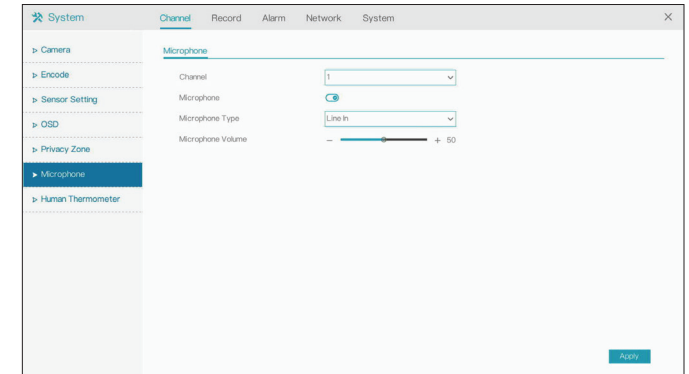 System
Channel Record Alarm Network System
Camera
Encode
Sensor Setting
OSD
Privacy Zone
Microphone
Human Thermometer
Microphone
Channel 1
Microphone
Microphone Type Line In
Microphone Volume − + 50
Apply